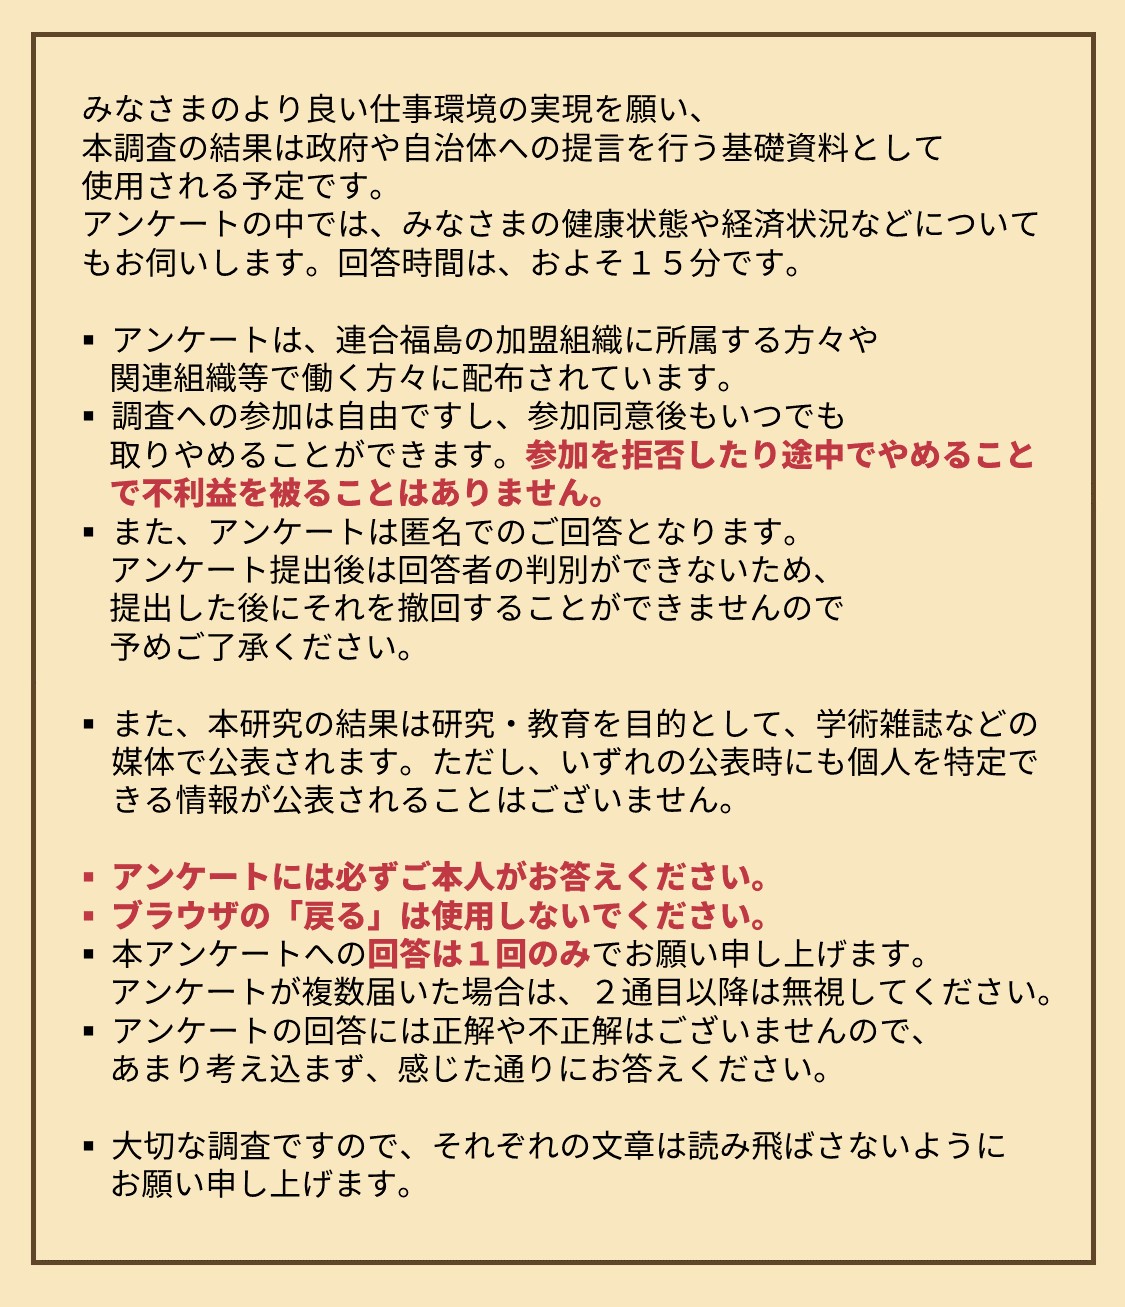 みなさまのより良い仕事環境の実現を願い、
本調査の結果は政府や自治体への提言を行う基礎資料として
使用される予定です。
アンケートの中では、みなさまの健康状態や経済状況などについて
もお伺いします。回答時間は、およそ１５分です。
▪ アンケートは、連合福島の加盟組織に所属する方々や
関連組織等で働く方々に配布されています。
▪ 調査への参加は自由ですし、参加同意後もいつでも
取りやめることができます。参加を拒否したり途中でやめること
で不利益を被ることはありません。
▪ また、アンケートは匿名でのご回答となります。
アンケート提出後は回答者の判別ができないため、
提出した後にそれを撤回することができませんので
予めご了承ください。
▪ また、本研究の結果は研究・教育を目的として、学術雑誌などの
媒体で公表されます。ただし、いずれの公表時にも個人を特定で
きる情報が公表されることはございません。
▪ アンケートには必ずご本人がお答えください。
▪ ブラウザの「戻る」は使用しないでください。
▪ 本アンケートへの回答は１回のみでお願い申し上げます。
アンケートが複数届いた場合は、２通目以降は無視してください。
▪ アンケートの回答には正解や不正解はございませんので、
あまり考え込まず、感じた通りにお答えください。
▪ 大切な調査ですので、それぞれの文章は読み飛ばさないように
お願い申し上げます。